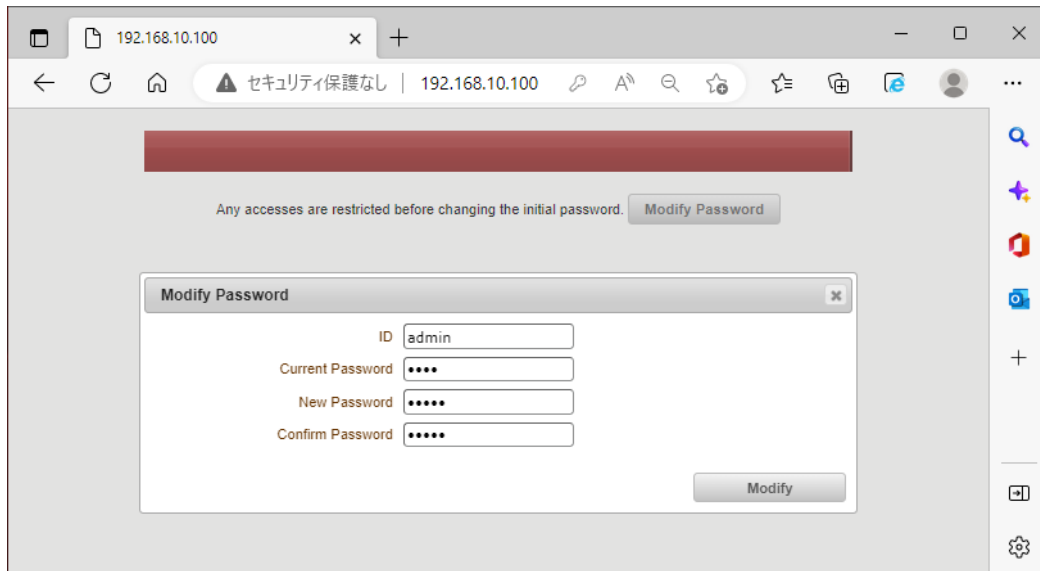 192.168.10.100
セキュリティ保護なし | 192.168.10.100
Any accesses are restricted before changing the initial password. Modify Password
Modify Password
ID admin
Current Password ••••
New Password •••••
Confirm Password •••••
Modify